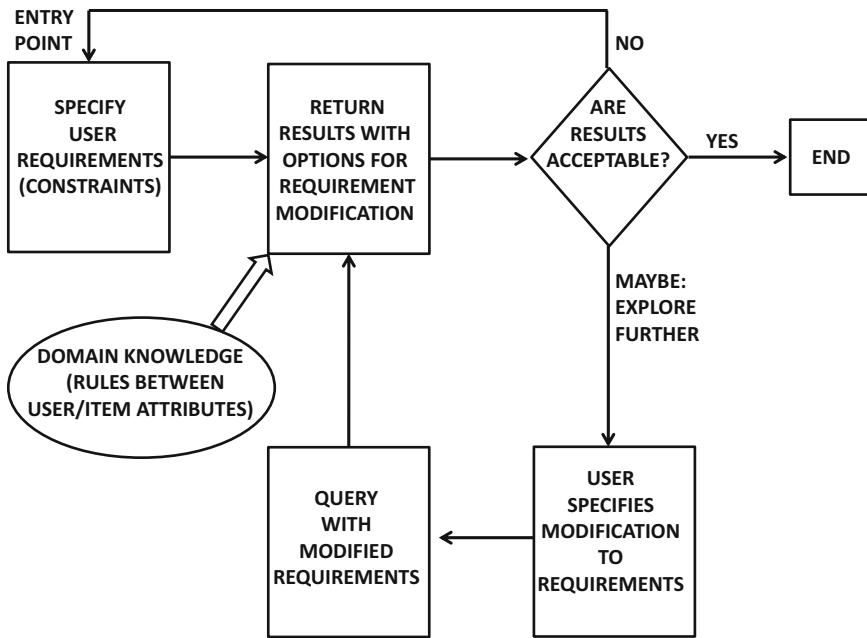 ENTRY
POINT
SPECIFY
USER
REQUIREMENTS
(CONSTRAINTS)
RETURN
RESULTS WITH
OPTIONS FOR
REQUIREMENT
MODIFICATION
NO
ARE
RESULTS
ACCEPTABLE?
YES
END
MAYBE:
EXPLORE
FURTHER
DOMAIN KNOWLEDGE
(RULES BETWEEN
USER/ITEM ATTRIBUTES)
QUERY
WITH
MODIFIED
REQUIREMENTS
USER
SPECIFIES
MODIFICATION
TO
REQUIREMENTS